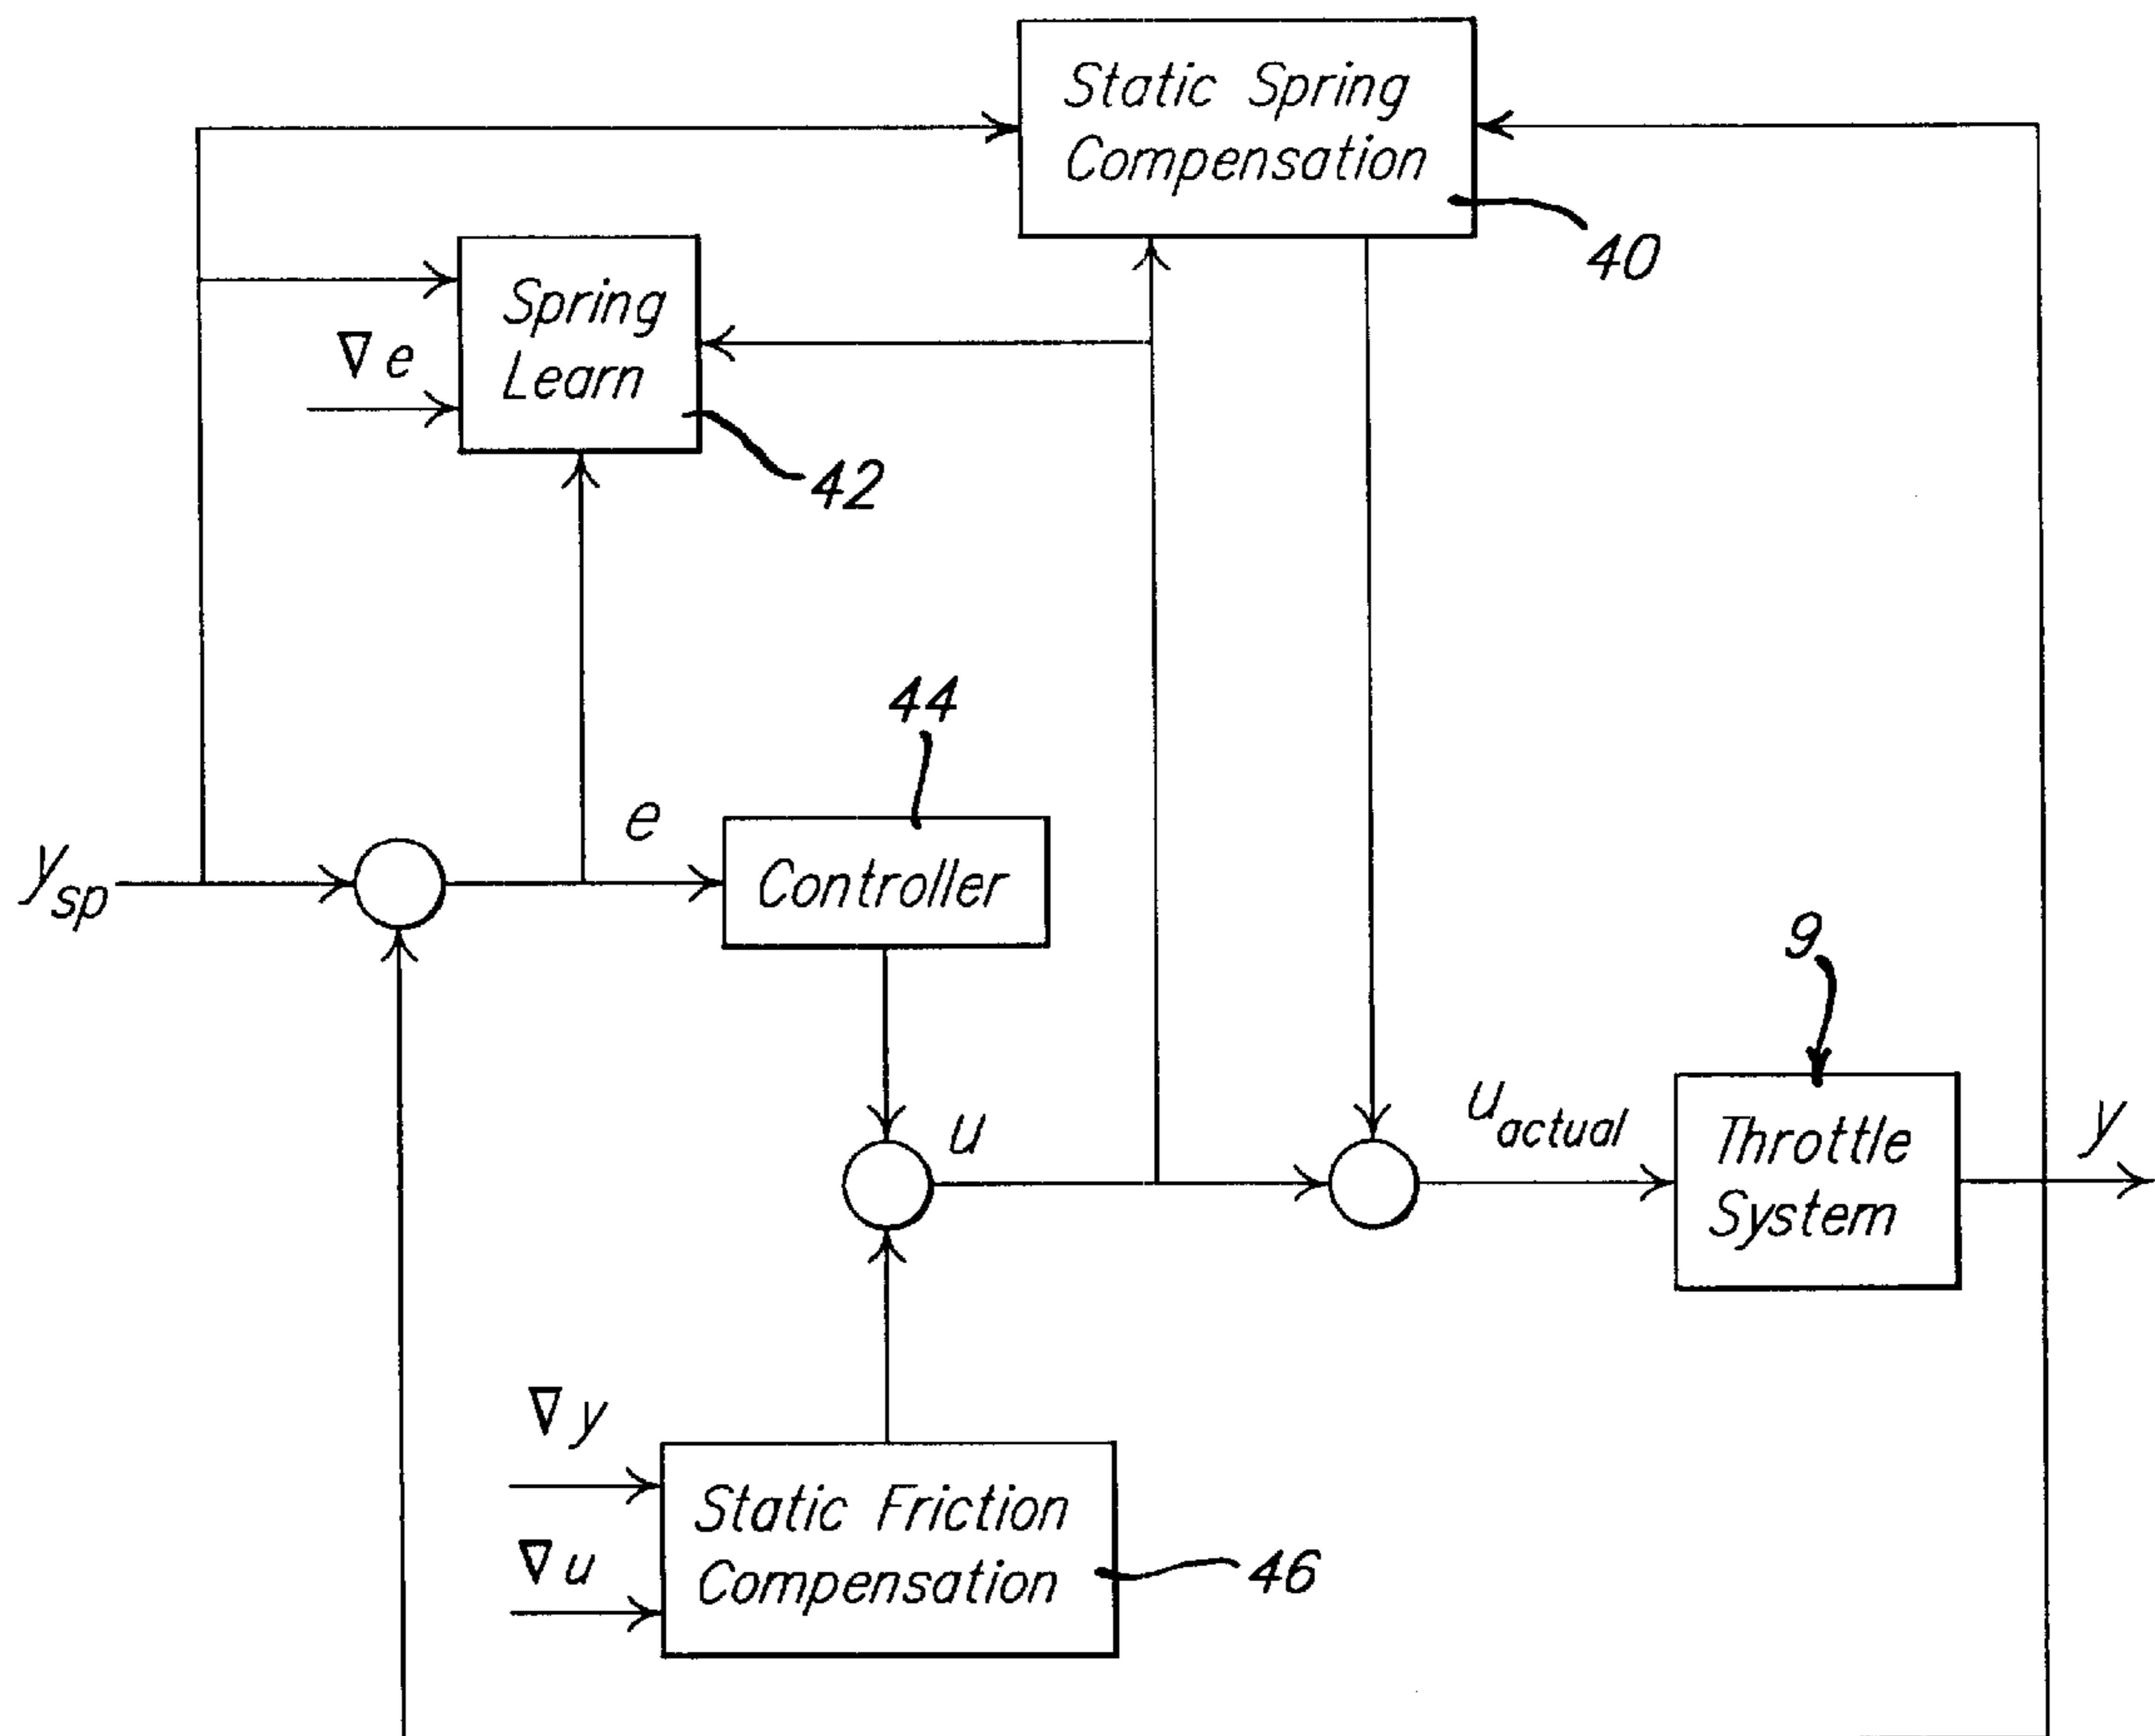 Static Spring
Compensation
40
Spring
Learn
∇e
42
44
e
Controller
y_sp
9
u
u_actual
Throttle
System
y
∇y
∇u
Static Friction
Compensation
46